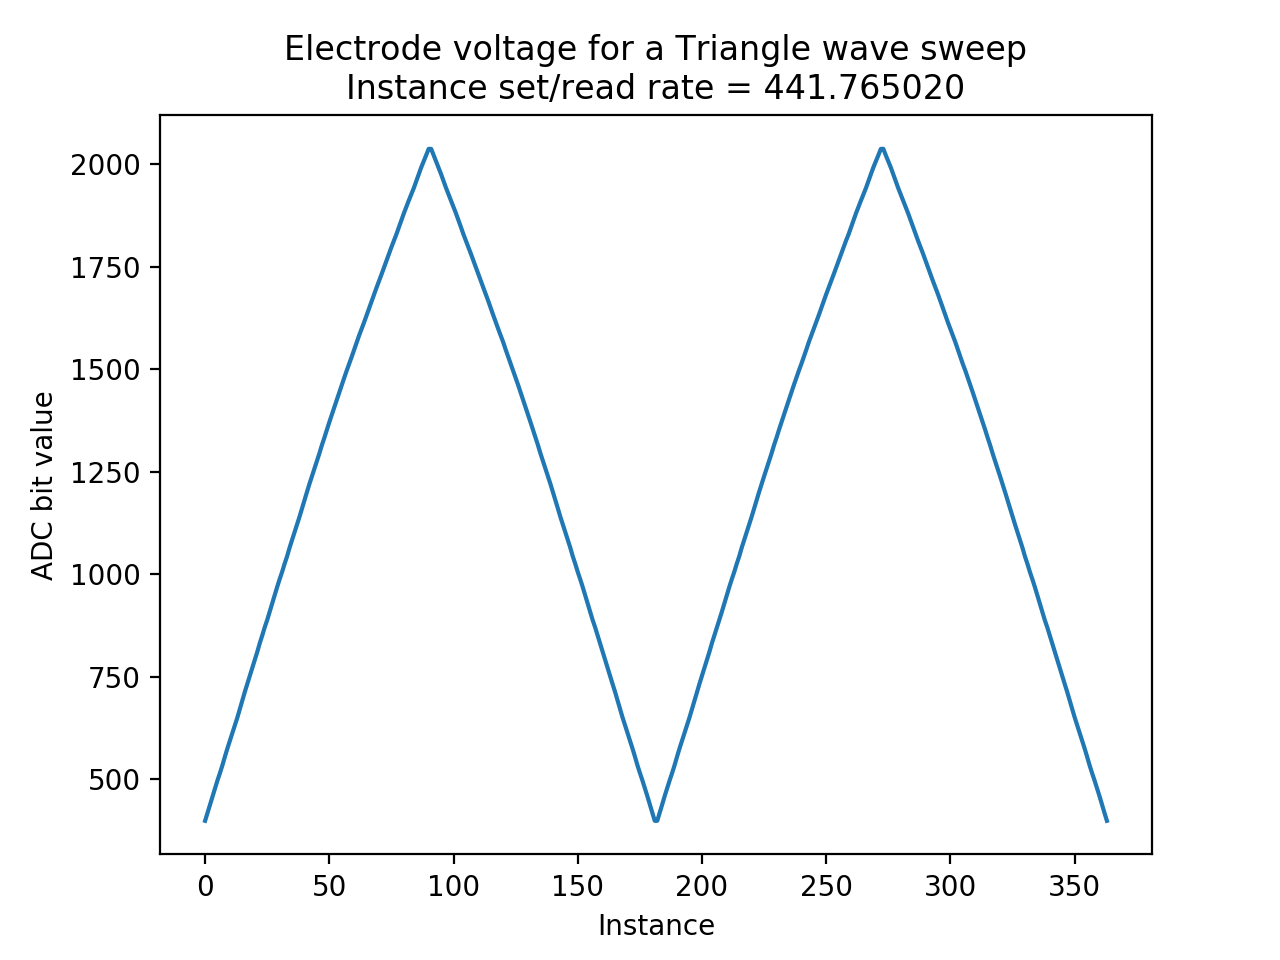 Electrode voltage for a Triangle wave sweep
Instance set/read rate = 441.765020
2000
1750
1500
1250
1000
750
500
ADC bit value
0 50 100 150 200 250 300 350
Instance